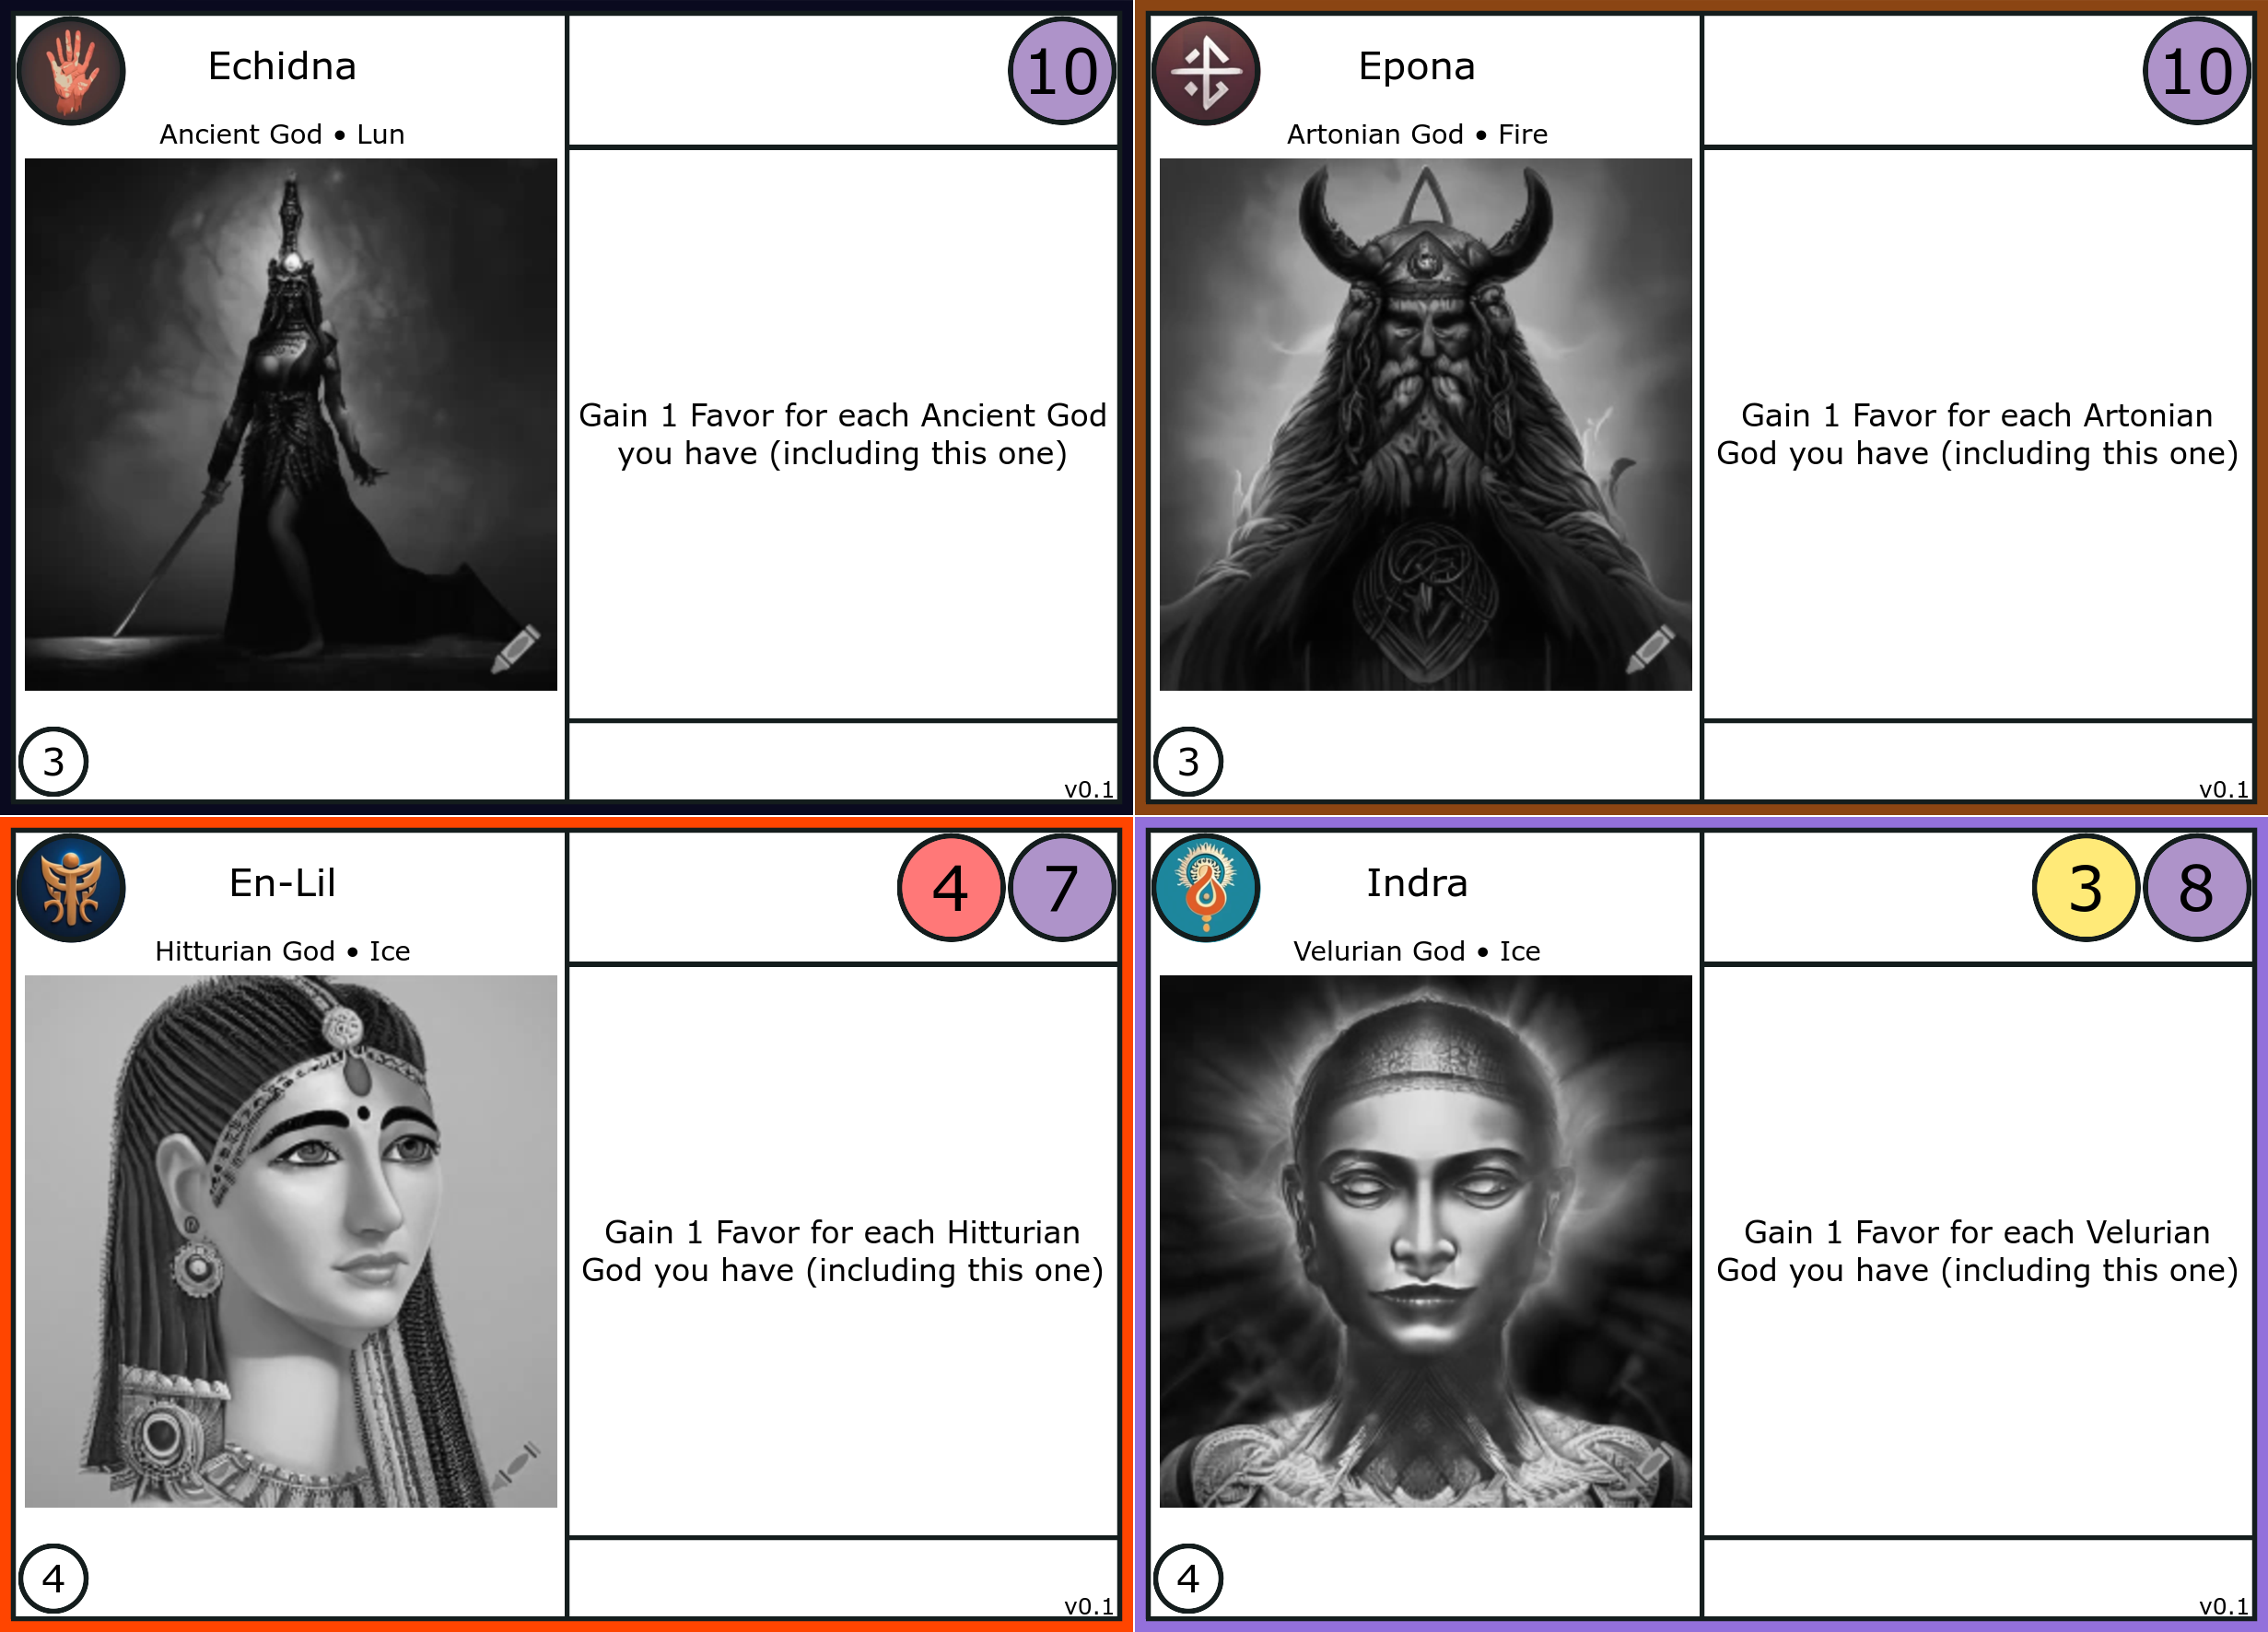 Echidna
Ancient God • Lun
10
Gain 1 Favor for each Ancient God
you have (including this one)
3
v0.1
Epona
Artonian God • Fire
10
Gain 1 Favor for each Artonian
God you have (including this one)
3
v0.1
En-Lil
Hitturian God • Ice
4 7
Gain 1 Favor for each Hitturian
God you have (including this one)
4
v0.1
Indra
Velurian God • Ice
3 8
Gain 1 Favor for each Velurian
God you have (including this one)
4
v0.1